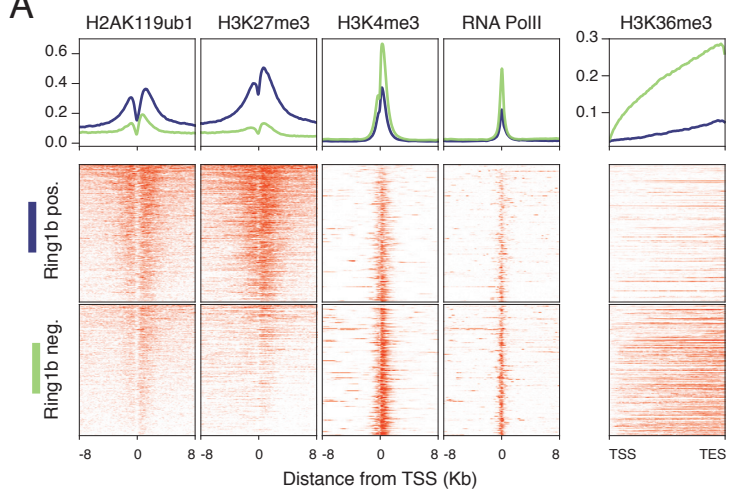 A
H2AK119ub1 H3K27me3 H3K4me3 RNA PolII H3K36me3
0.6
0.4
0.2
0.0
0.3
0.2
0.1
Ring1b pos.
Ring1b neg.
-8 0 8 -8 0 8 -8 0 8 -8 0 8 TSS TES
Distance from TSS (Kb)